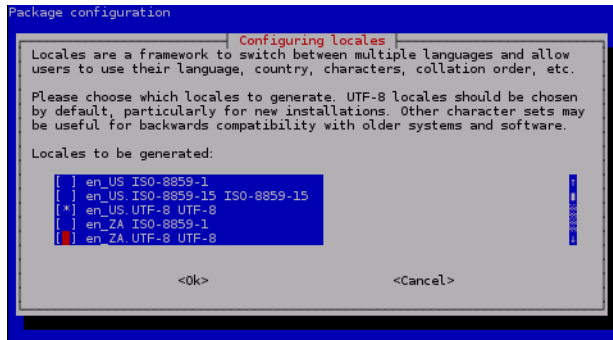 Package configuration
Configuring locales
Locales are a framework to switch between multiple languages and allow
users to use their language, country, characters, collation order, etc.
Please choose which locales to generate. UTF-8 locales should be chosen
by default, particularly for new installations. Other character sets may
be useful for backwards compatibility with older systems and software.
Locales to be generated:
[ ] en_US ISO-8859-1
[ ] en_US.ISO-8859-15 ISO-8859-15
[*] en_US.UTF-8 UTF-8
[ ] en_ZA ISO-8859-1
[ ] en_ZA.UTF-8 UTF-8
<Ok> <Cancel>